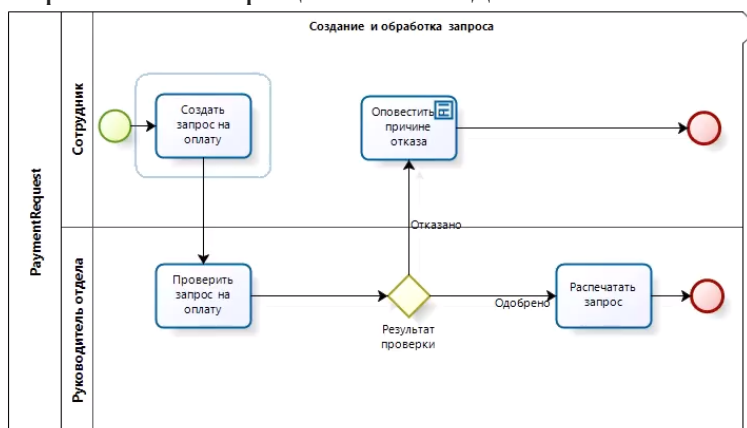 Создание и обработка запроса
PaymentRequest
Сотрудник
Создать
запрос на
оплату
Оповестить
причине
отказа
Отказано
Руководитель отдела
Проверить
запрос на
оплату
Результат
проверки
Одобрено
Распечатать
запрос